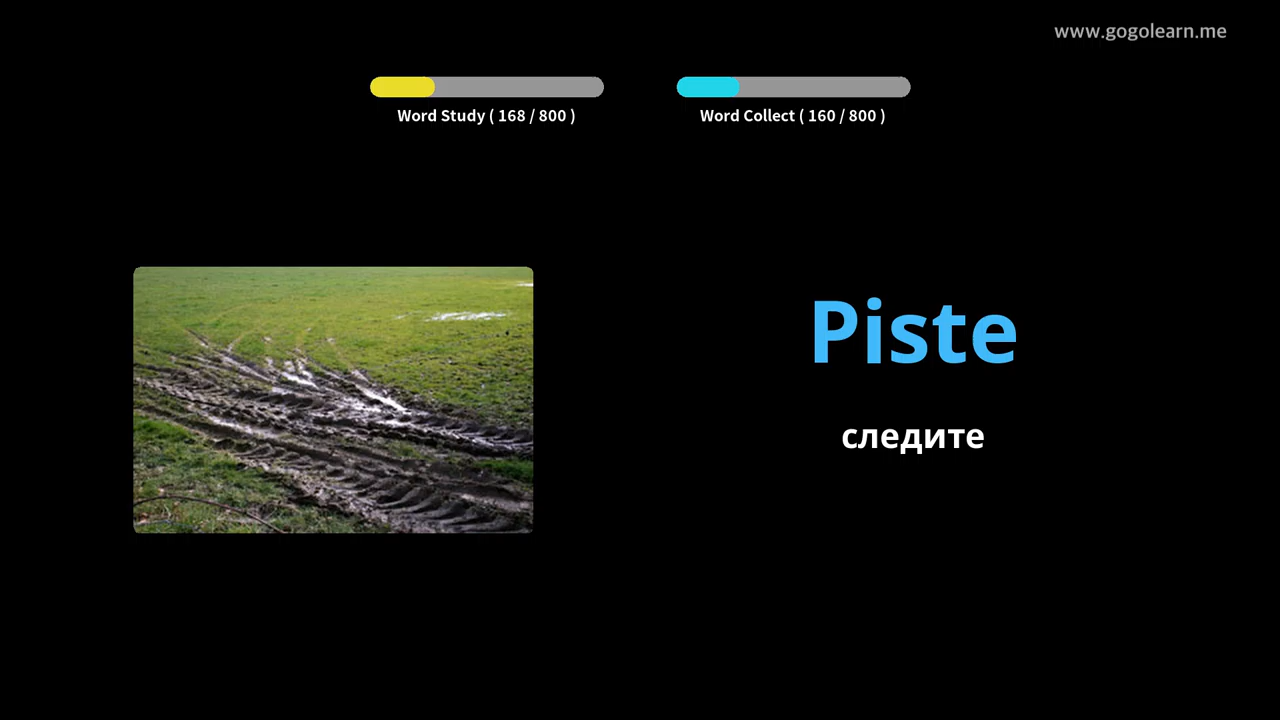 www.gogolearn.me
Word Study ( 168 / 800 )
Word Collect ( 160 / 800 )
Piste
следите